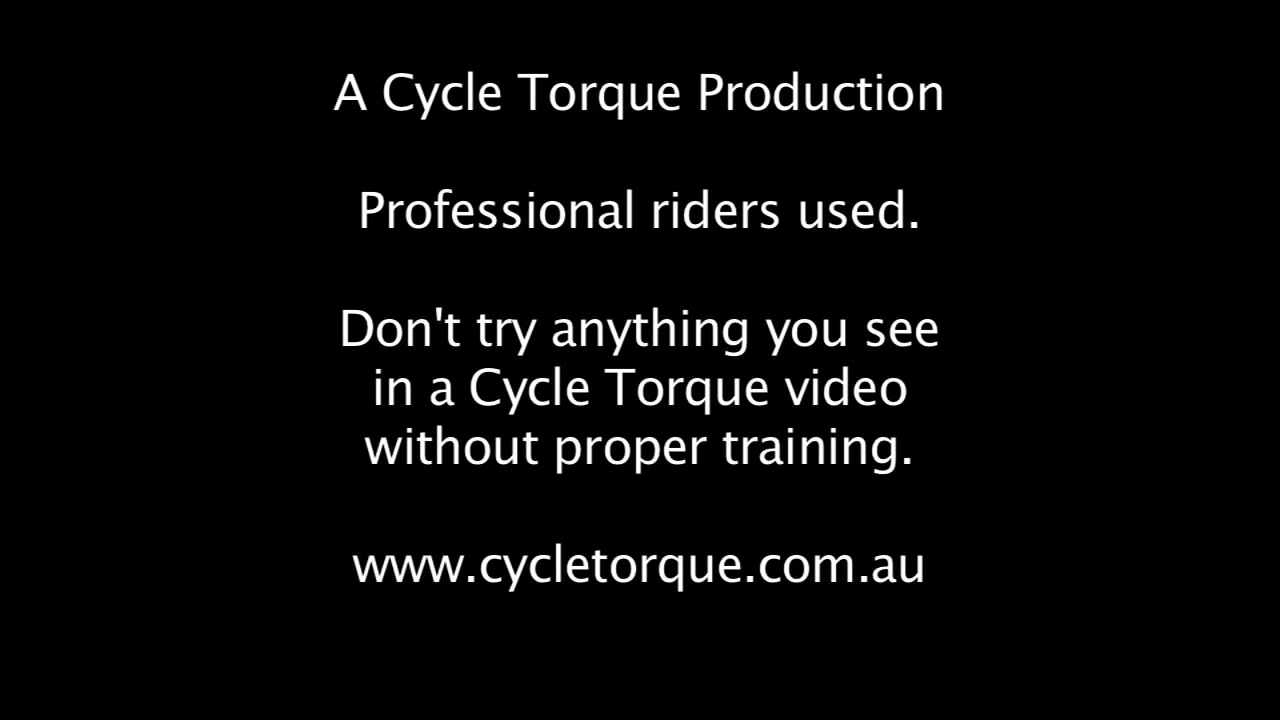 A Cycle Torque Production
Professional riders used.
Don't try anything you see
in a Cycle Torque video
without proper training.
www.cycletorque.com.au